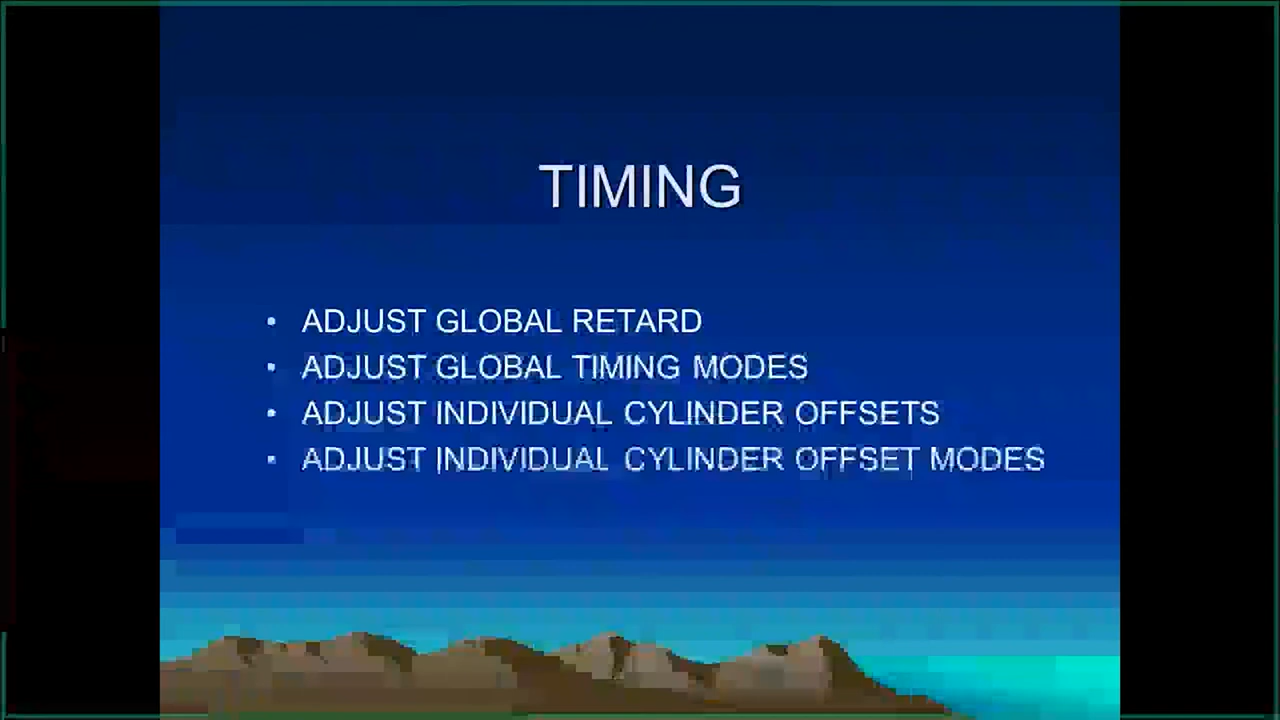 TIMING
• ADJUST GLOBAL RETARD
• ADJUST GLOBAL TIMING MODES
• ADJUST INDIVIDUAL CYLINDER OFFSETS
• ADJUST INDIVIDUAL CYLINDER OFFSET MODES